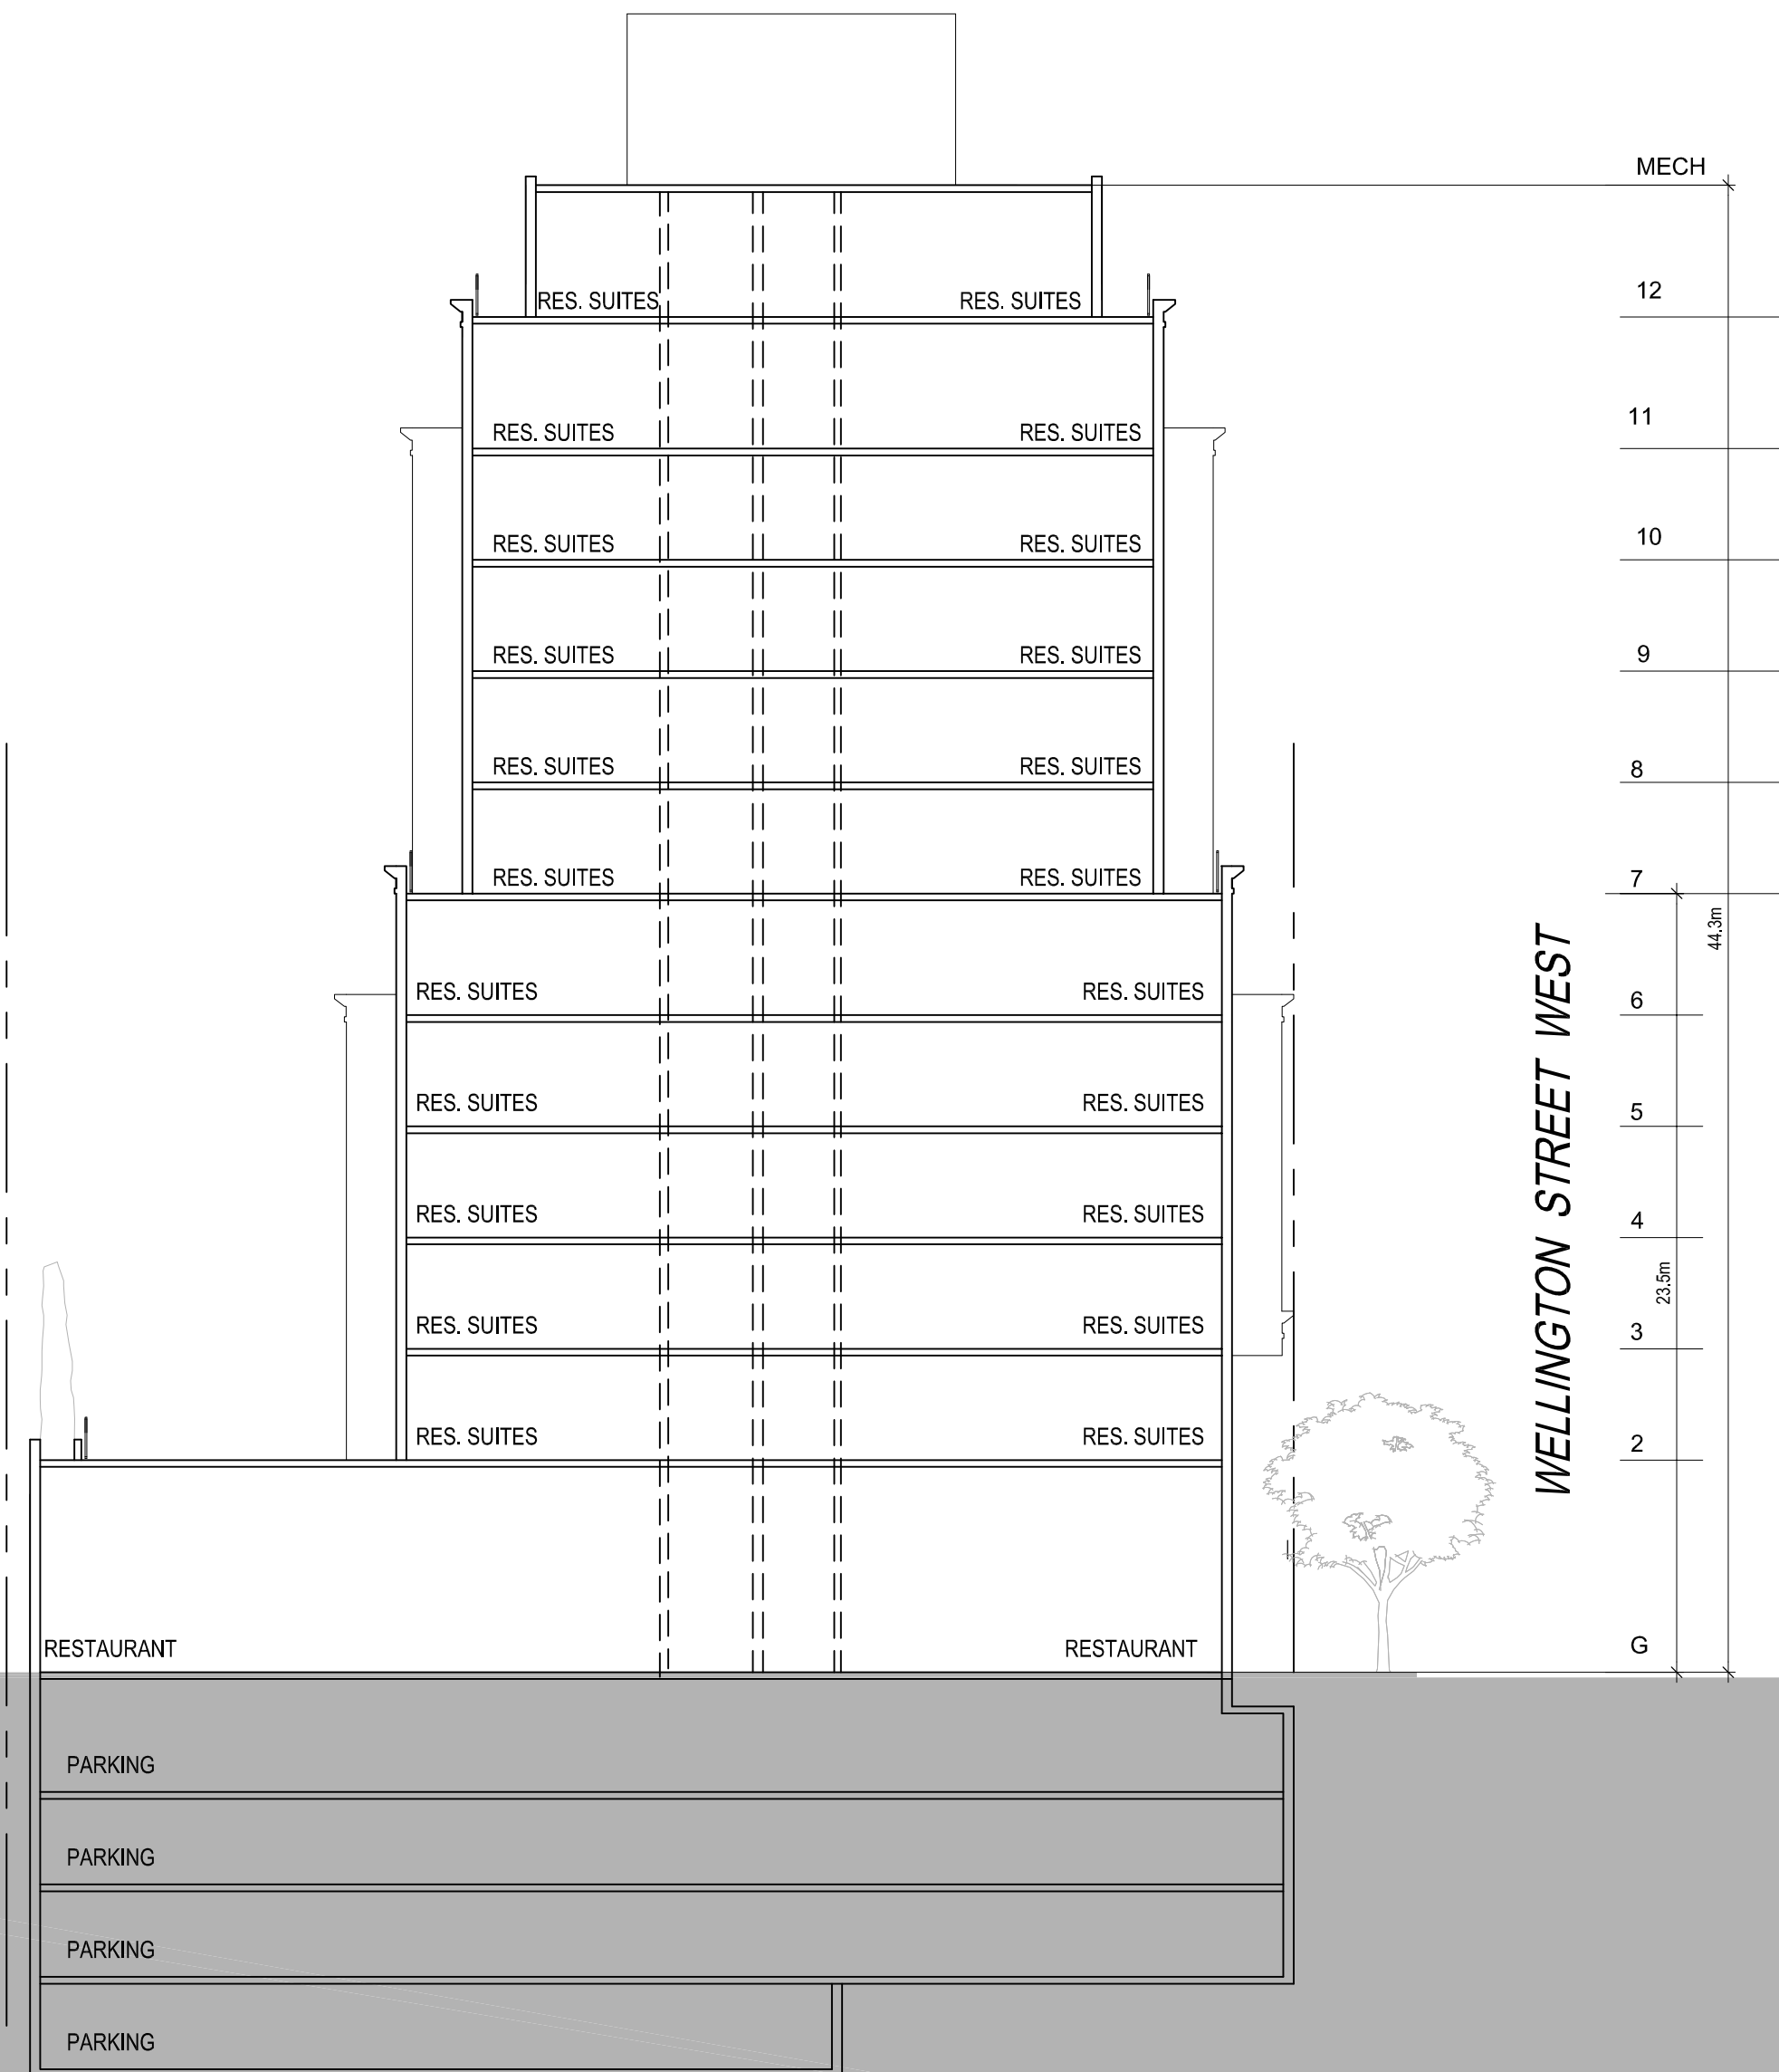 MECH
RES. SUITES RES. SUITES 12
RES. SUITES RES. SUITES 11
RES. SUITES RES. SUITES 10
RES. SUITES RES. SUITES 9
RES. SUITES RES. SUITES 8
RES. SUITES RES. SUITES 7
44.3m
WELLINGTON STREET WEST
RES. SUITES RES. SUITES 6
RES. SUITES RES. SUITES 5
RES. SUITES RES. SUITES 4
23.5m
RES. SUITES RES. SUITES 3
RES. SUITES RES. SUITES 2
RESTAURANT RESTAURANT G
PARKING
PARKING
PARKING
PARKING